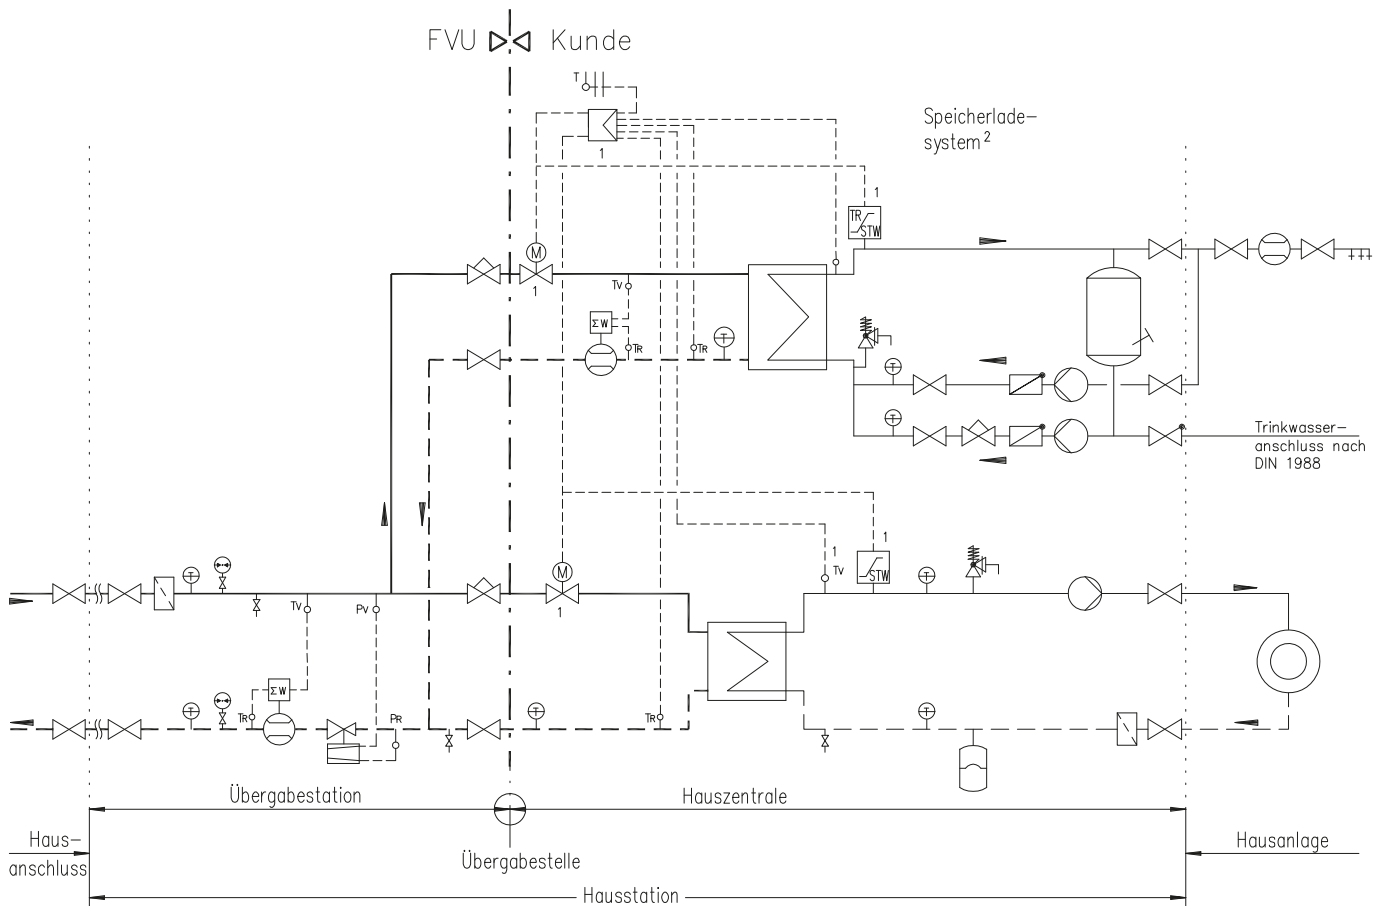 FVU Kunde
T
1
Speicherlade-
system²
1
TR
STW
M
1
Tv
ΣW
TR
TR
T
T
T
Trinkwasser-
anschluss nach
DIN 1988
1
1
Tv
STW
M
1
T
T
Tv
Pv
ΣW
T
TR
PR
T
TR
T
Übergabestation
Hauszentrale
Haus-
anschluss
Übergabestelle
Hausanlage
Hausstation